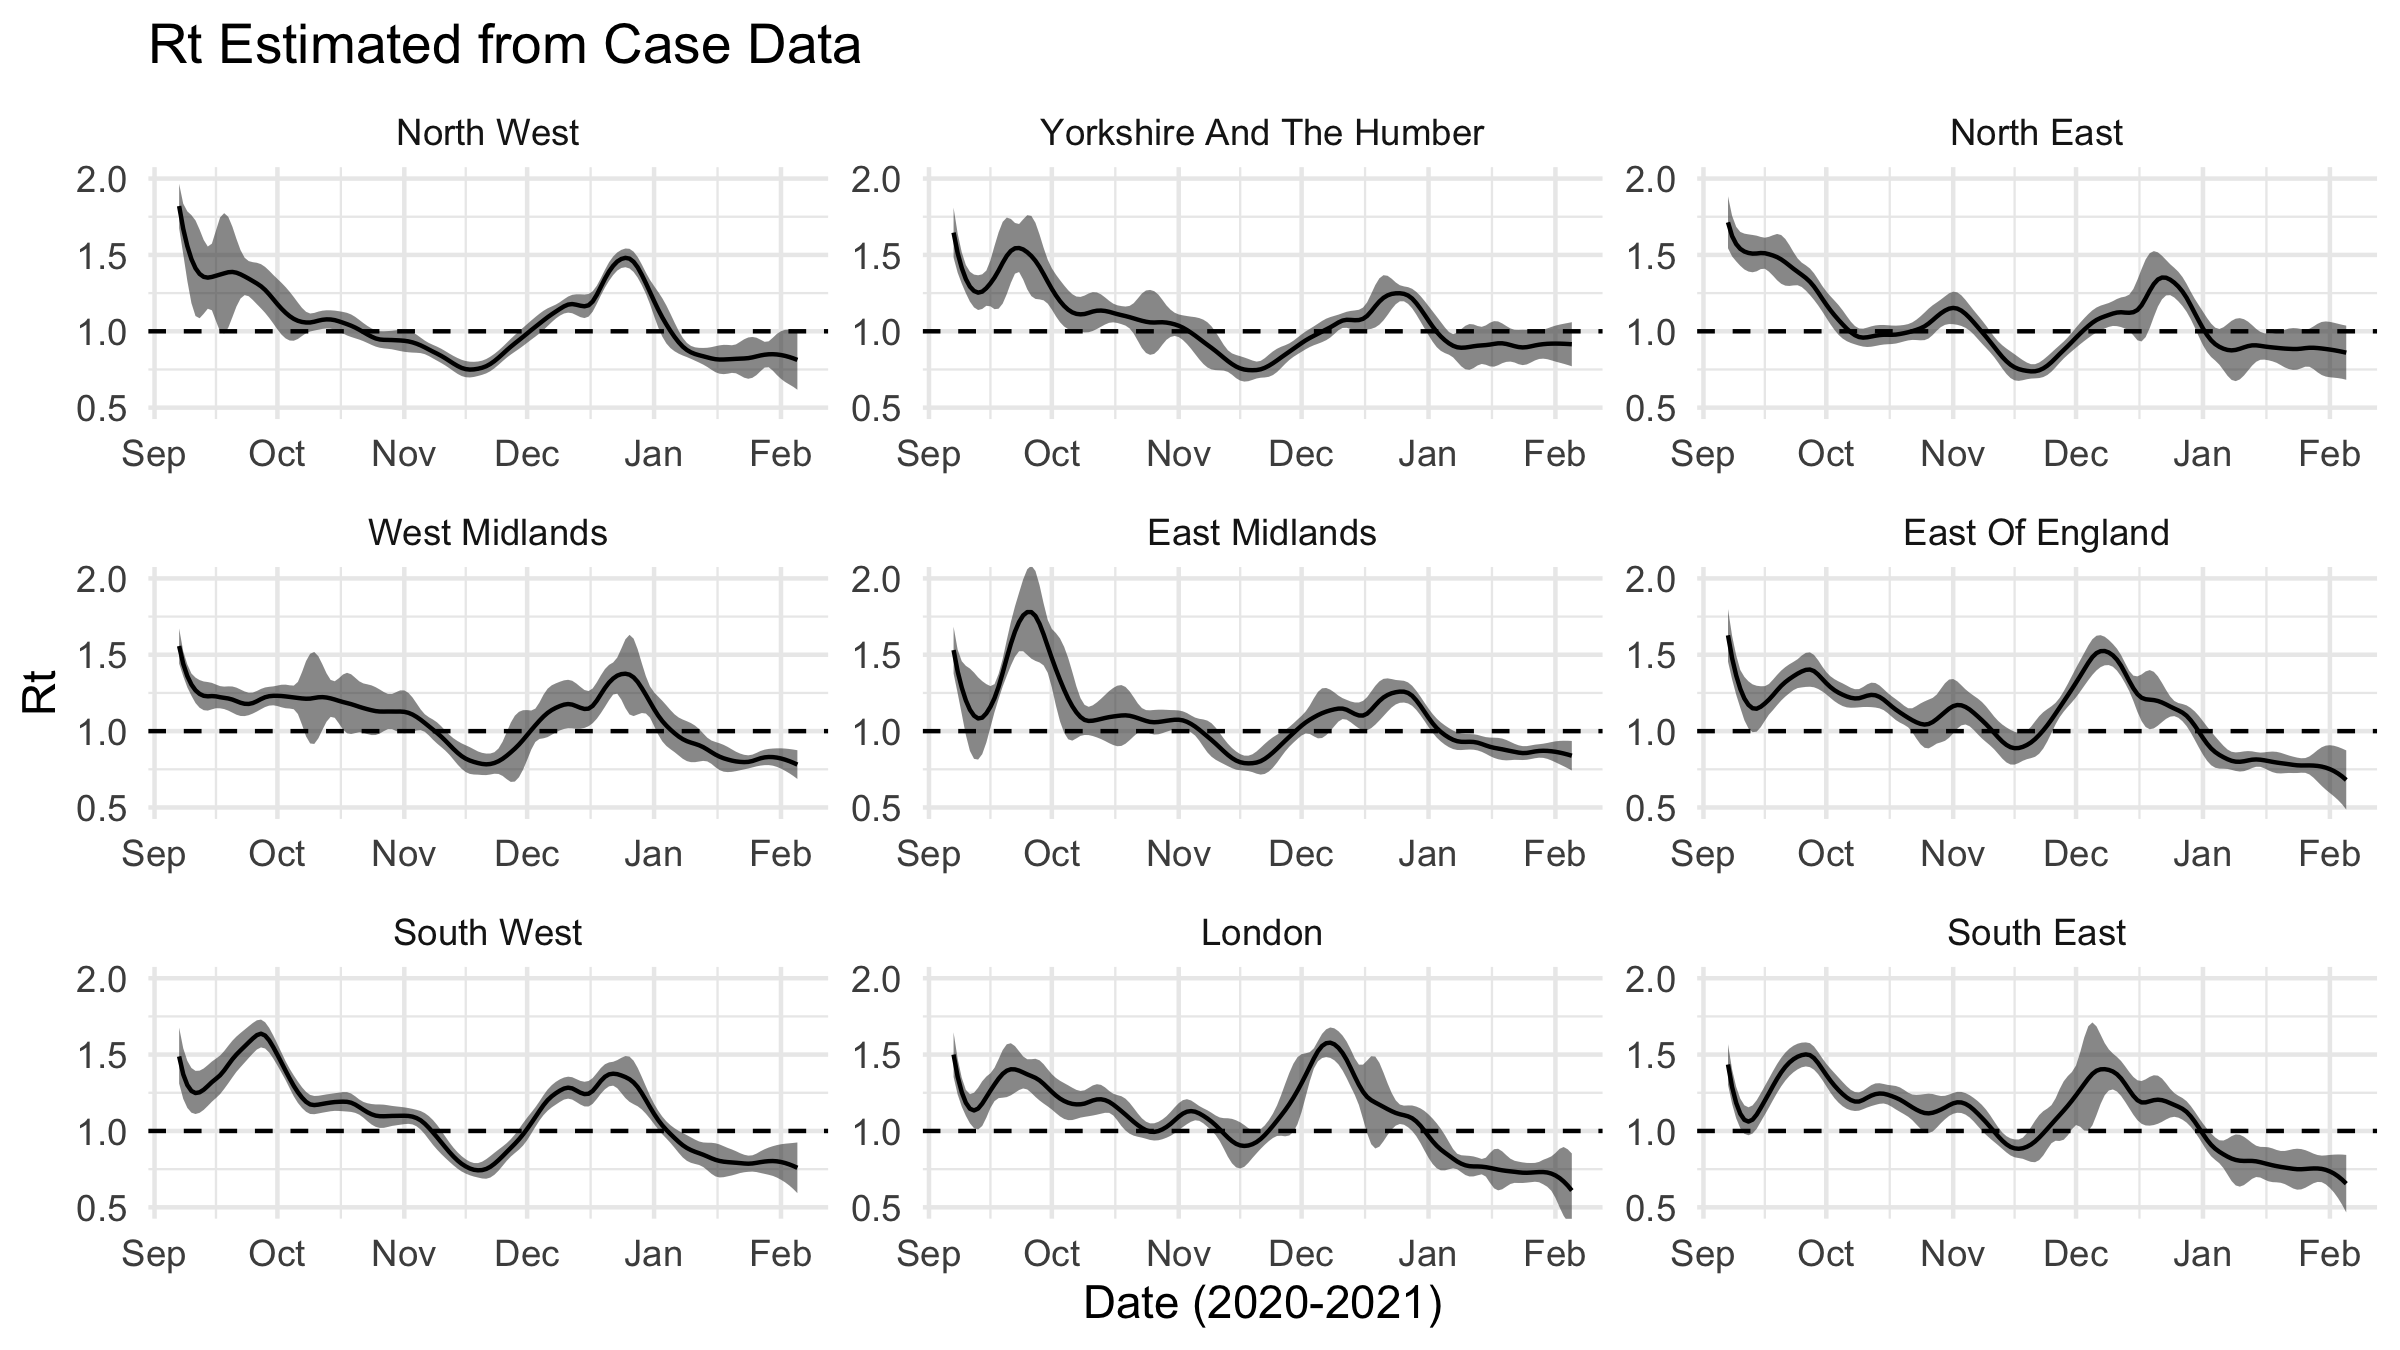 Rt Estimated from Case Data
North West Yorkshire And The Humber North East
2.0 2.0 2.0
1.5 1.5 1.5
1.0 1.0 1.0
0.5 0.5 0.5
Sep Oct Nov Dec Jan Feb Sep Oct Nov Dec Jan Feb Sep Oct Nov Dec Jan Feb
West Midlands East Midlands East Of England
2.0 2.0 2.0
1.5 1.5 1.5
Rt
1.0 1.0 1.0
0.5 0.5 0.5
Sep Oct Nov Dec Jan Feb Sep Oct Nov Dec Jan Feb Sep Oct Nov Dec Jan Feb
South West London South East
2.0 2.0 2.0
1.5 1.5 1.5
1.0 1.0 1.0
0.5 0.5 0.5
Sep Oct Nov Dec Jan Feb Sep Oct Nov Dec Jan Feb Sep Oct Nov Dec Jan Feb
Date (2020-2021)